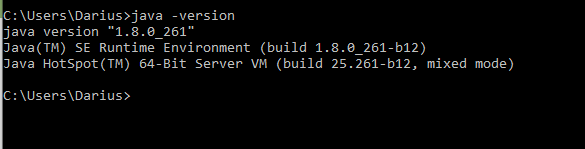 C:\Users\Darius>java -version
java version "1.8.0_261"
Java(TM) SE Runtime Environment (build 1.8.0_261-b12)
Java HotSpot(TM) 64-Bit Server VM (build 25.261-b12, mixed mode)
C:\Users\Darius>